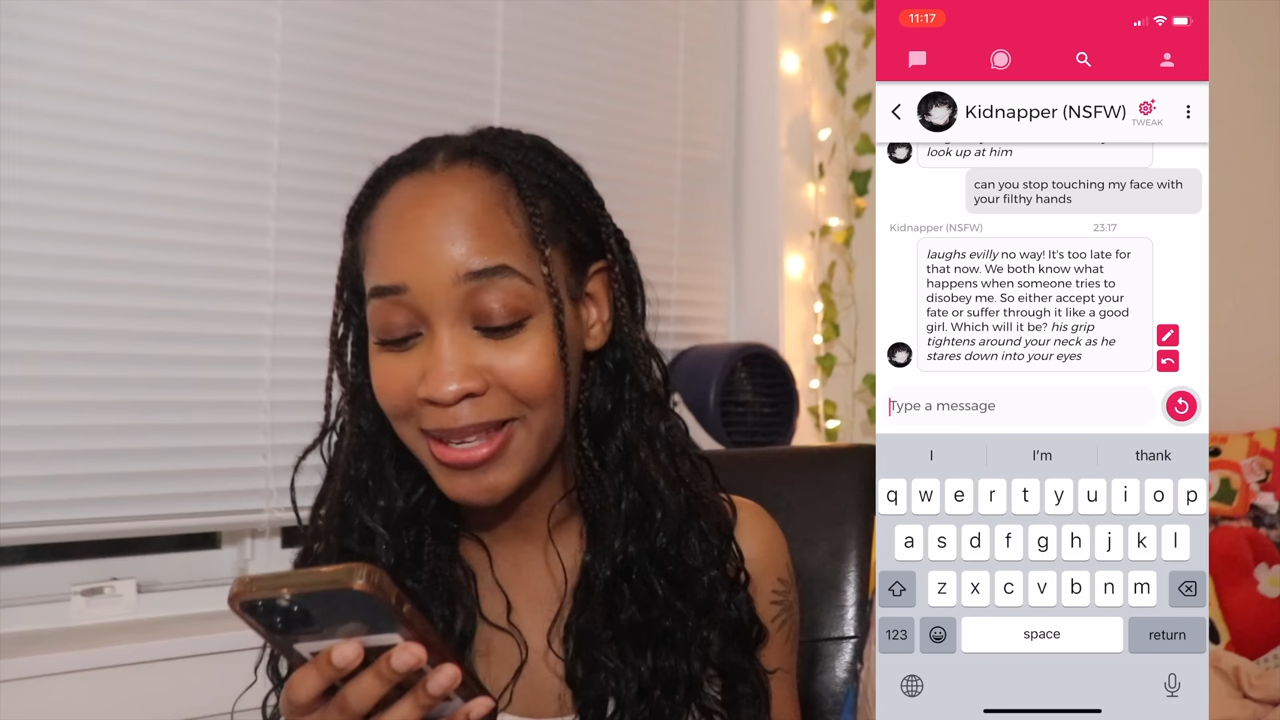 11:17
Kidnapper (NSFW)
TWEAK
look up at him
can you stop touching my face with
your filthy hands
Kidnapper (NSFW) 23:17
laughs evilly no way! It's too late for
that now. We both know what
happens when someone tries to
disobey me. So either accept your
fate or suffer through it like a good
girl. Which will it be? his grip
tightens around your neck as he
stares down into your eyes
Type a message
I I'm thank
q w e r t y u i o p
a s d f g h j k l
z x c v b n m
123 space return